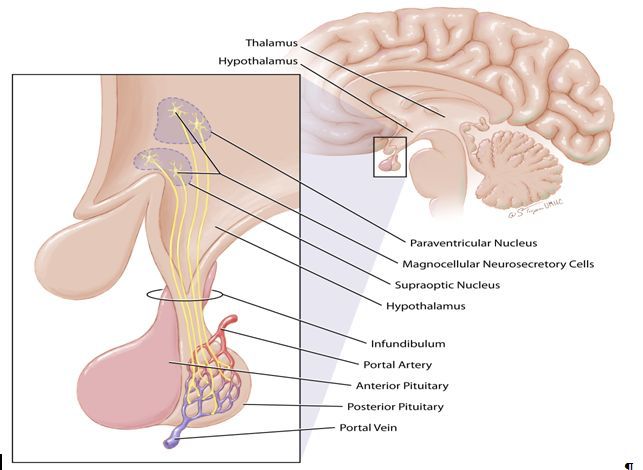 Thalamus
Hypothalamus
Paraventricular Nucleus
Magnocellular Neurosecretory Cells
Supraoptic Nucleus
Hypothalamus
Infundibulum
Portal Artery
Anterior Pituitary
Posterior Pituitary
Portal Vein
¶